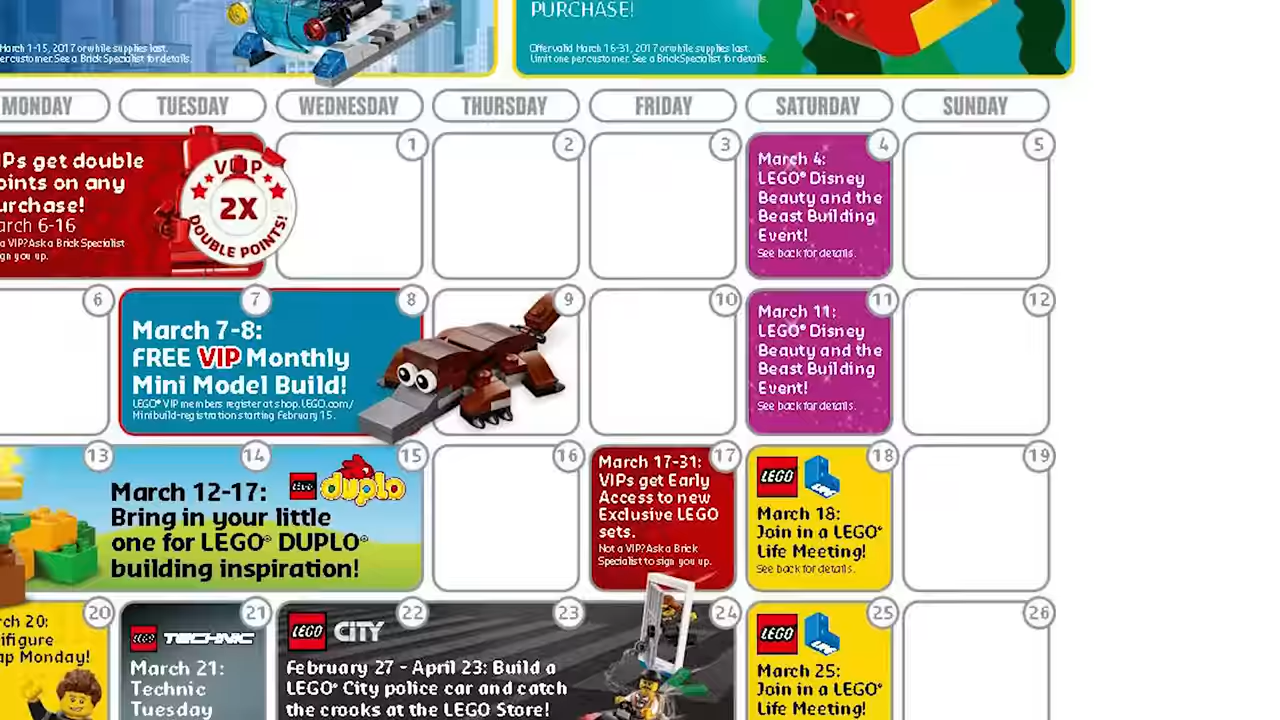 PURCHASE!
March 1-15, 2017 or while supplies last.
per customer. See a Brick Specialist for details.
Offer valid March 16-31, 2017 or while supplies last.
Limit one per customer. See a Brick Specialist for details.
MONDAY TUESDAY WEDNESDAY THURSDAY FRIDAY SATURDAY SUNDAY
Ps get double
oints on any
urchase!
arch 6-16
a VIP? Ask a Brick Specialist
gn you up.
VIP
2X
DOUBLE POINTS!
1
2
3
4
March 4:
LEGO® Disney
Beauty and the
Beast Building
Event!
See back for details.
5
6
7
8
March 7-8:
FREE VIP Monthly
Mini Model Build!
LEGO® VIP members register at shop.LEGO.com/
Minibuild-registration starting February 15.
9
10
11
March 11:
LEGO® Disney
Beauty and the
Beast Building
Event!
See back for details.
12
13
14
15
LEGO duplo
March 12-17:
Bring in your little
one for LEGO® DUPLO®
building inspiration!
16
17
March 17-31:
VIPs get Early
Access to new
Exclusive LEGO
sets.
Not a VIP? Ask a Brick
Specialist to sign you up.
18
LEGO LIFE
March 18:
Join in a LEGO®
Life Meeting!
See back for details.
19
20
rch 20:
ifigure
ap Monday!
21
LEGO TECHNIC
March 21:
Technic
Tuesday
22
23
24
LEGO CITY
February 27 - April 23: Build a
LEGO® City police car and catch
the crooks at the LEGO Store!
25
LEGO LIFE
March 25:
Join in a LEGO®
Life Meeting!
26